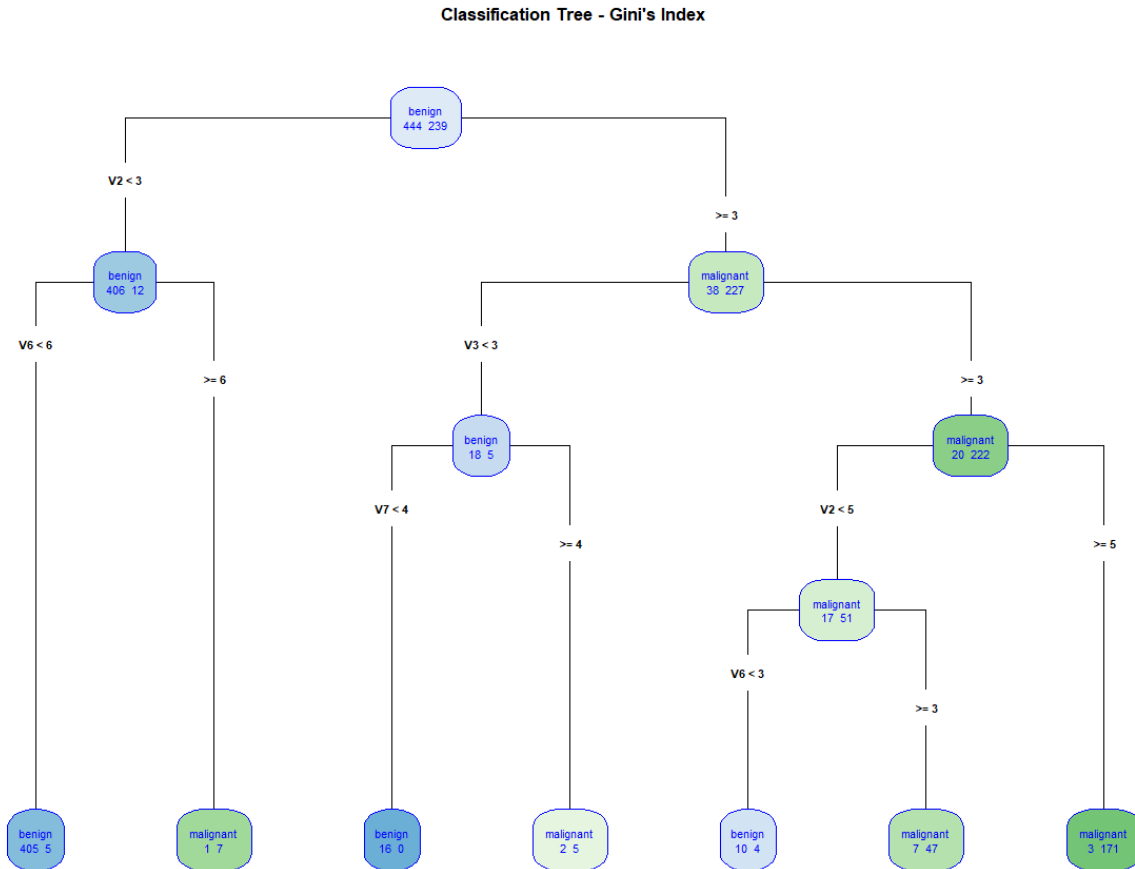 Classification Tree - Gini's Index
benign
444 239
V2 < 3
>= 3
benign
406 12
malignant
38 227
V6 < 6
>= 6
V3 < 3
>= 3
benign
18 5
malignant
20 222
V7 < 4
>= 4
V2 < 5
>= 5
malignant
17 51
V6 < 3
>= 3
benign
405 5
malignant
1 7
benign
16 0
malignant
2 5
benign
10 4
malignant
7 47
malignant
3 171